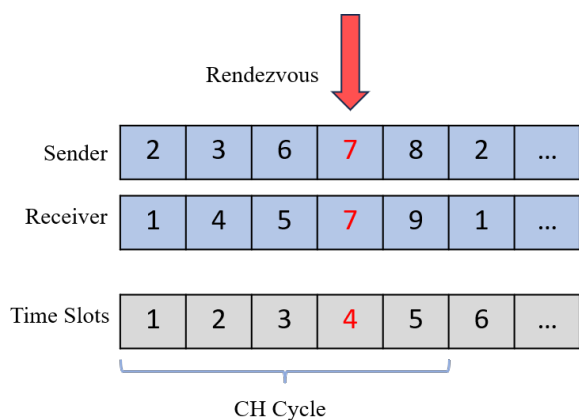 Rendezvous
Sender 2 3 6 7 8 2 ...
Receiver 1 4 5 7 9 1 ...
Time Slots 1 2 3 4 5 6 ...
CH Cycle